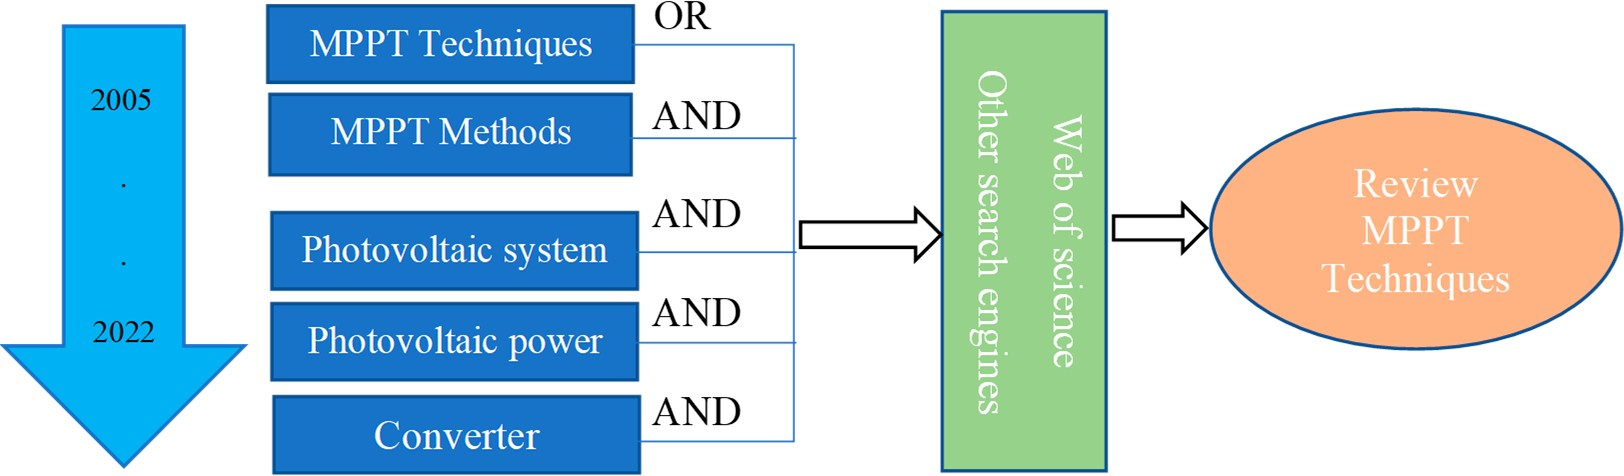 2005
.
.
2022
MPPT Techniques
OR
MPPT Methods
AND
Photovoltaic system
AND
Photovoltaic power
AND
Converter
AND
Web of science
Other search engines
Review
MPPT
Techniques